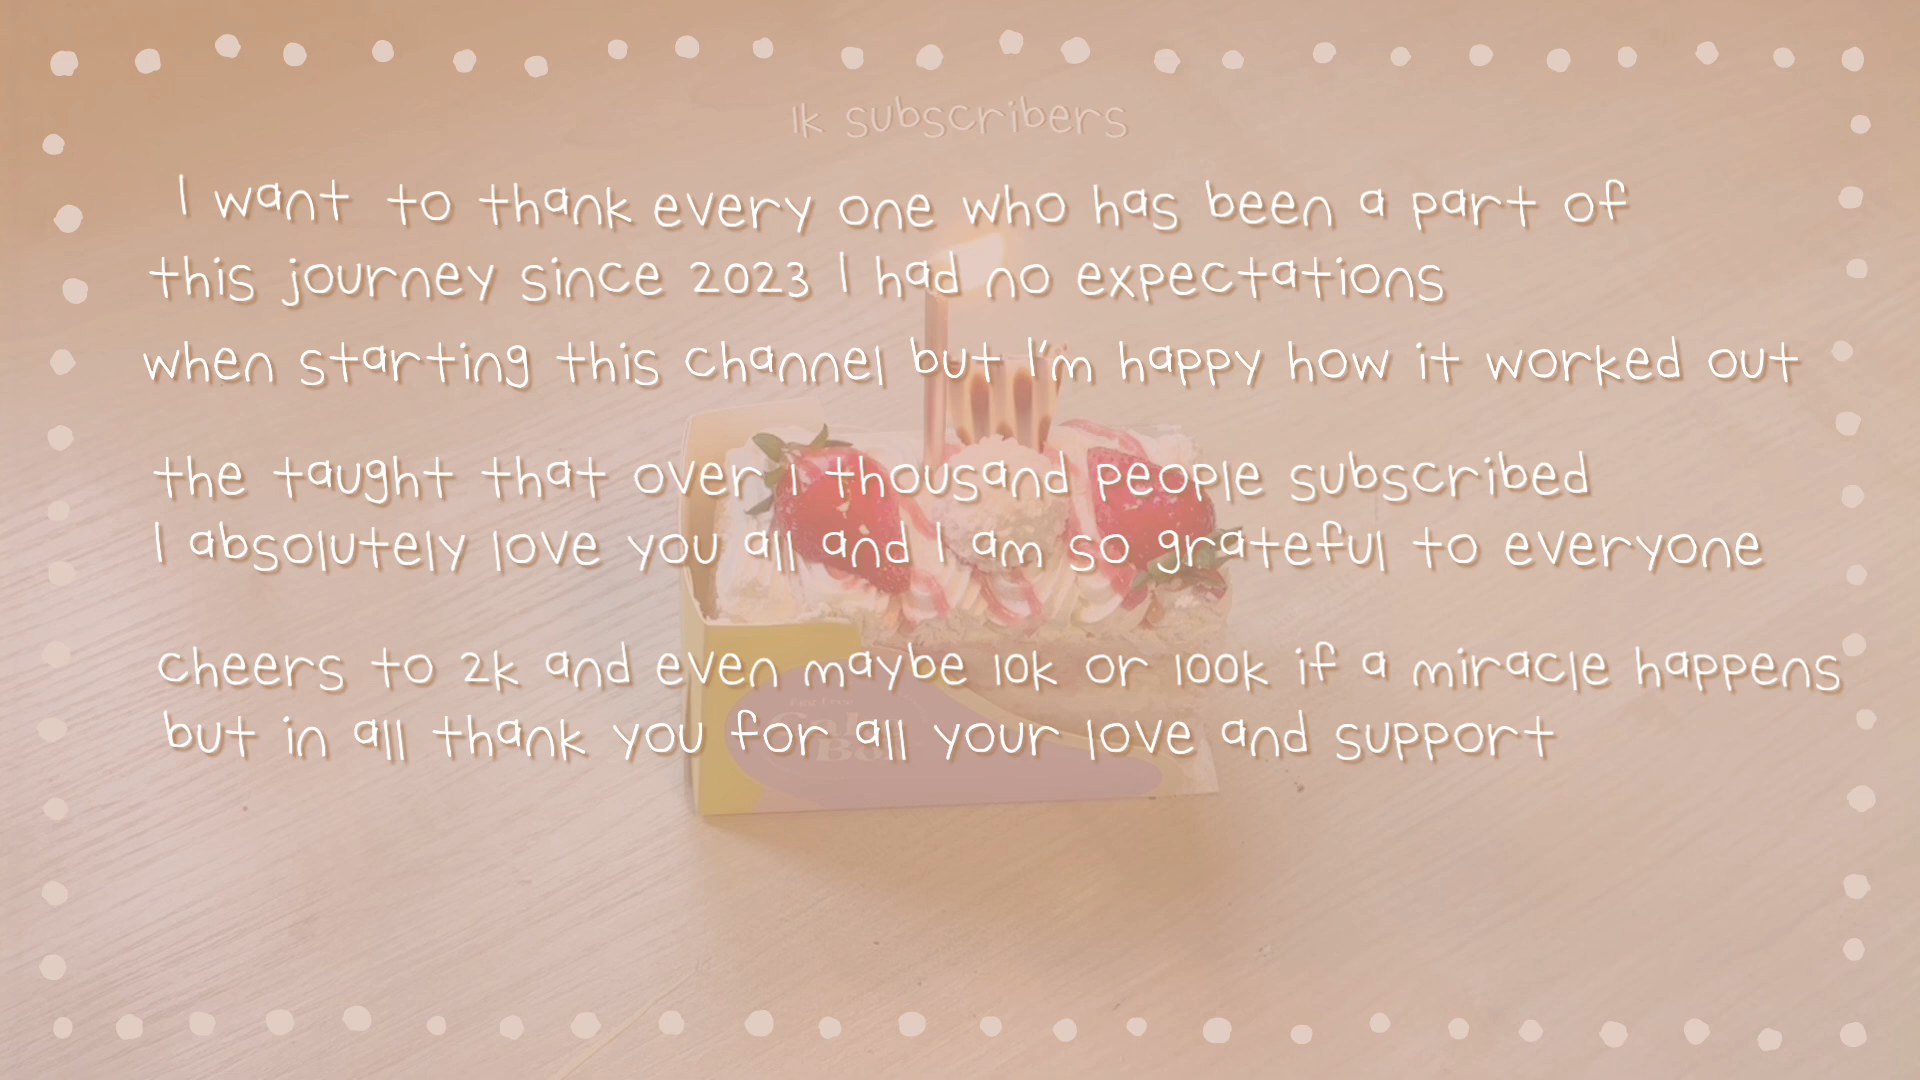 1k subscribers
I want to thank every one who has been a part of
this journey since 2023 I had no expectations
when starting this channel but I'm happy how it worked out
the taught that over 1 thousand people subscribed
I absolutely love you all and I am so grateful to everyone
cheers to 2k and even maybe 10k or 100k if a miracle happens
but in all thank you for all your love and support